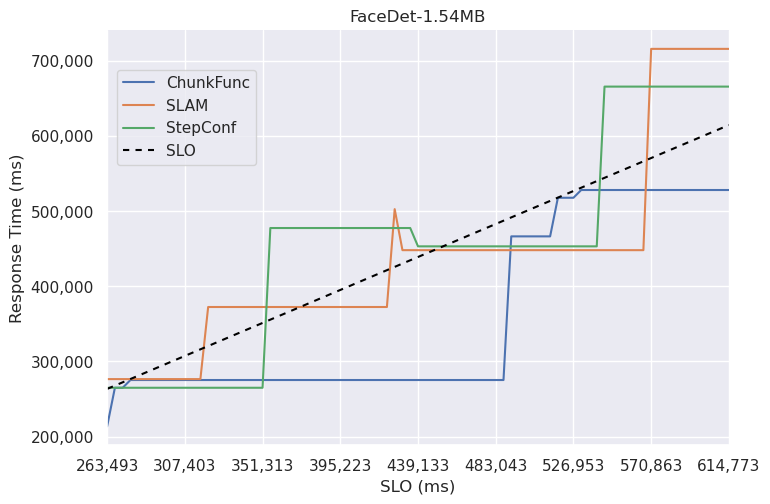 FaceDet-1.54MB
Response Time (ms)
700,000
600,000
500,000
400,000
300,000
200,000
ChunkFunc
SLAM
StepConf
SLO
263,493 307,403 351,313 395,223 439,133 483,043 526,953 570,863 614,773
SLO (ms)